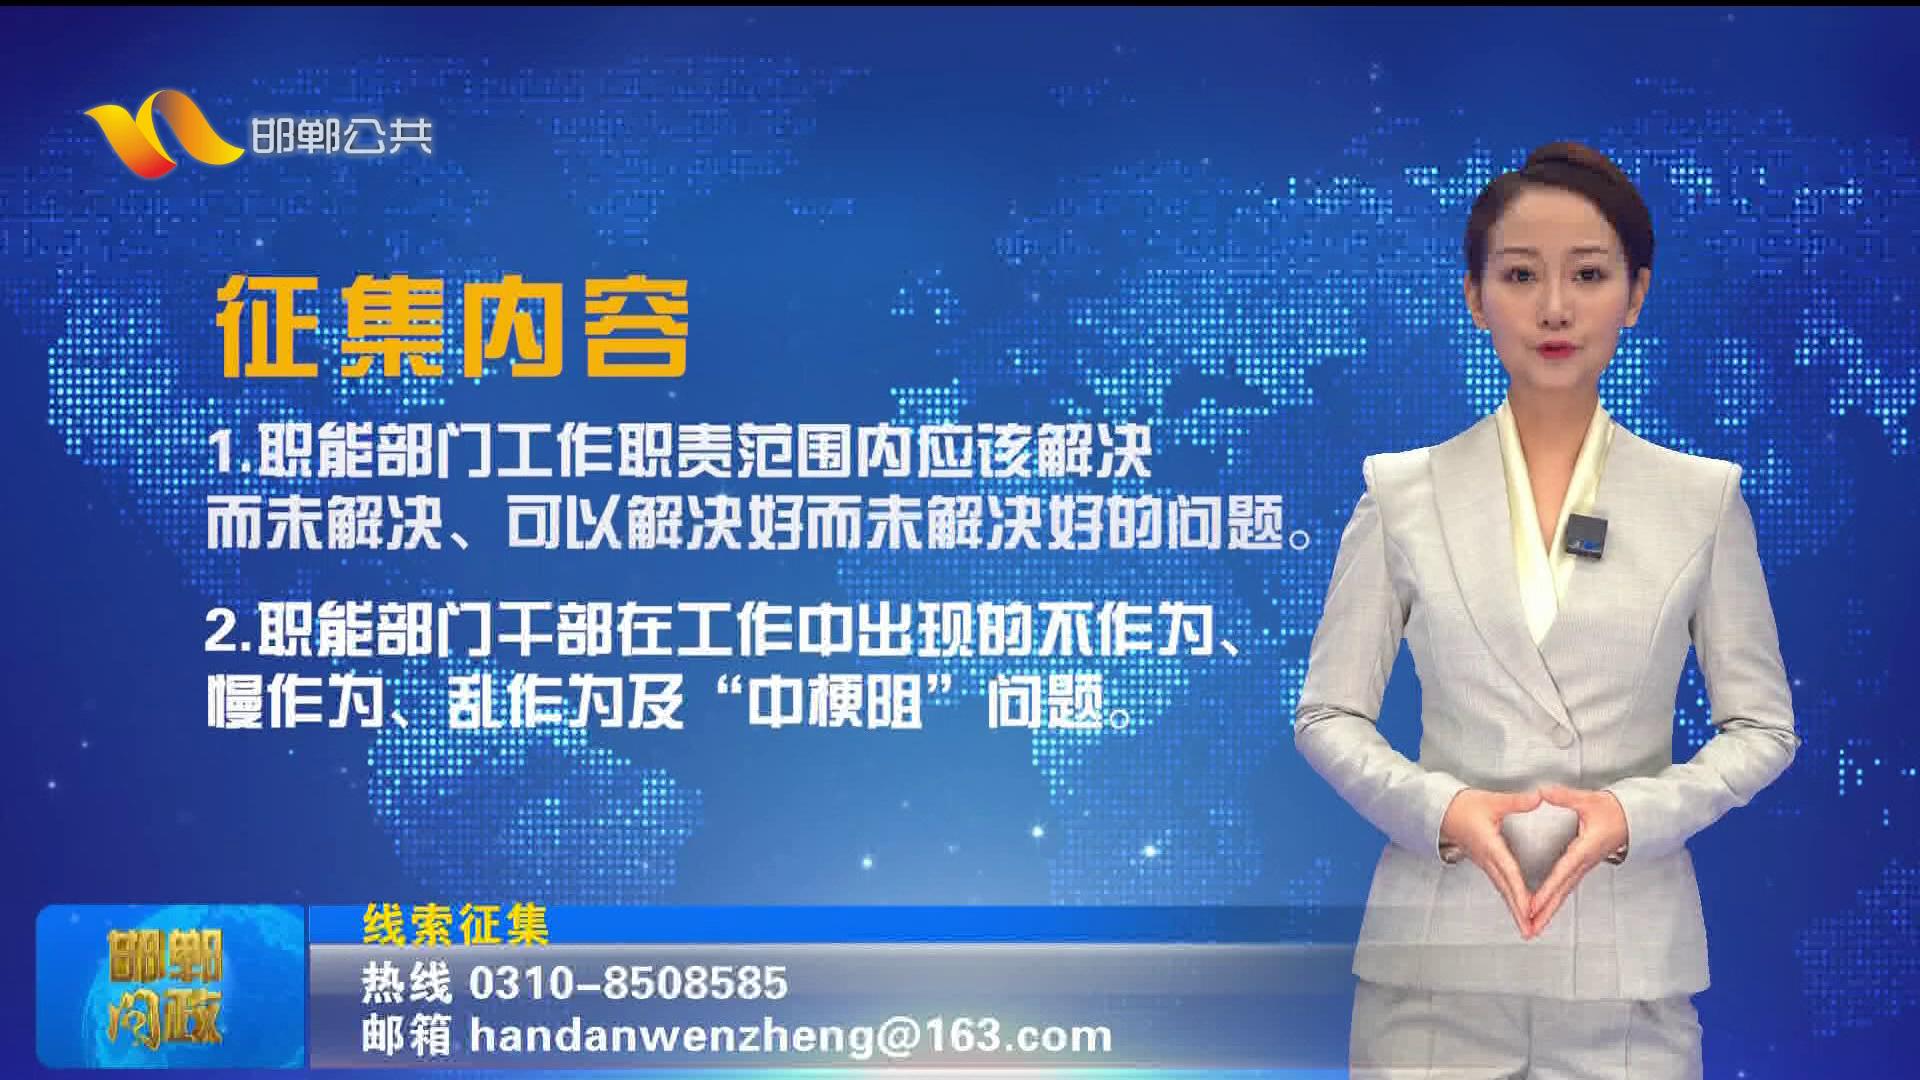 邯郸公共
征集内容
1.职能部门工作职责范围内应该解决
而未解决、可以解决好而未解决好的问题。
2.职能部门干部在工作中出现的不作为、
慢作为、乱作为及“中梗阻”问题。
邯郸
问政
线索征集
热线 0310-8508585
邮箱 handanwenzheng@163.com